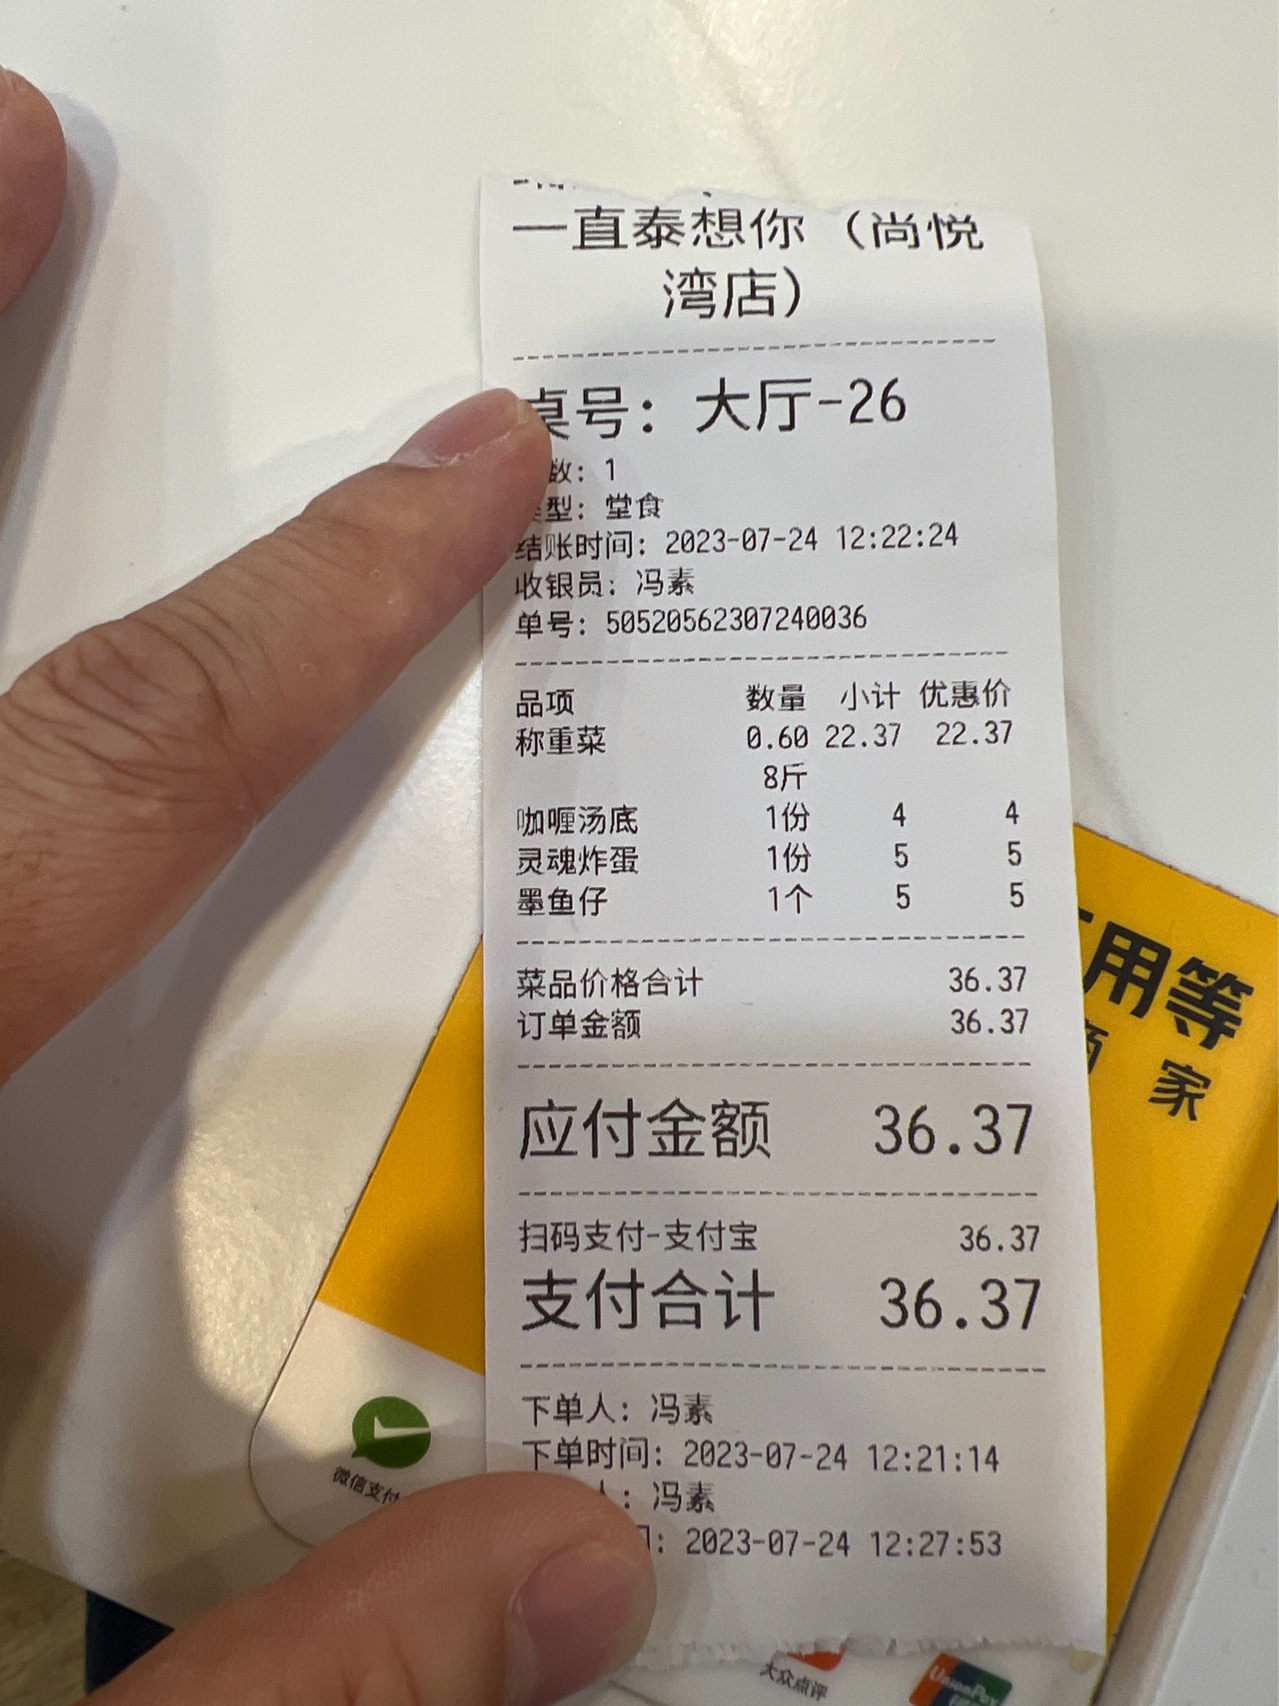 一直泰想你（尚悦
湾店）
桌号：大厅-26
数：1
型：堂食
结账时间：2023-07-24 12:22:24
收银员：冯素
单号：50520562307240036
品项 数量 小计 优惠价
称重菜 0.60 22.37 22.37
8斤
咖喱汤底 1份 4 4
灵魂炸蛋 1份 5 5
墨鱼仔 1个 5 5
菜品价格合计 36.37
订单金额 36.37
应付金额 36.37
扫码支付-支付宝 36.37
支付合计 36.37
下单人：冯素
下单时间：2023-07-24 12:21:14
人：冯素
：2023-07-24 12:27:53
用等
家
微信支付
大众点评
UnionPay